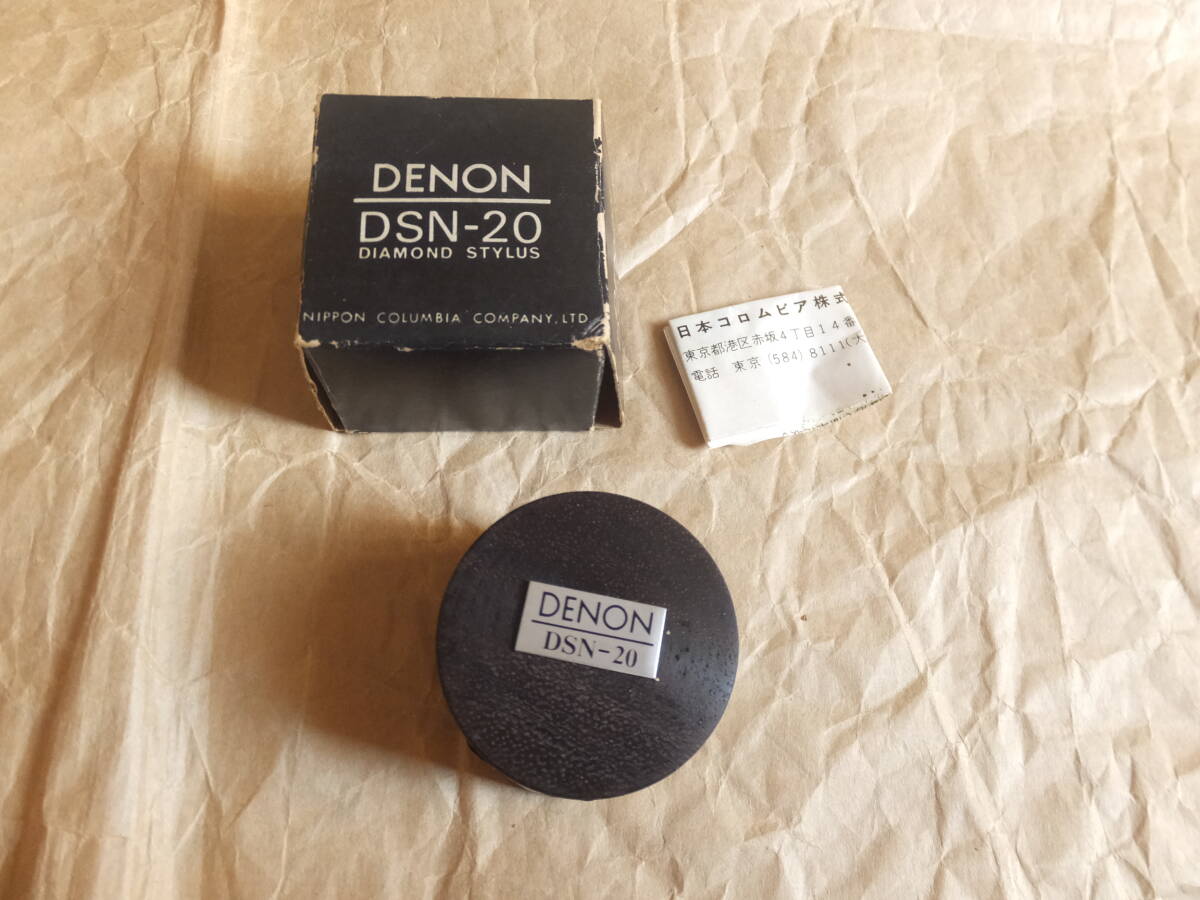 DENON
DSN-20
DIAMOND STYLUS
NIPPON COLUMBIA COMPANY, LTD
日本コロムビア株式
東京都港区赤坂4丁目14番
電話 東京 (584) 8111(大
DENON
DSN-20